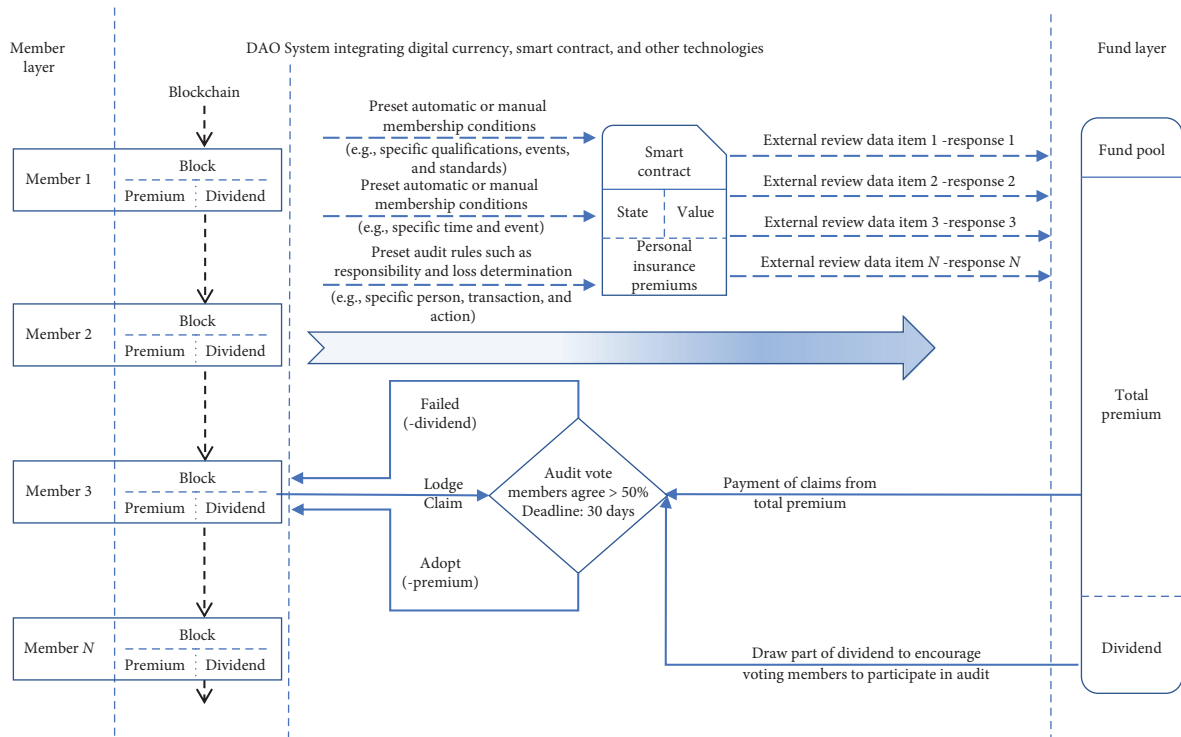 Member
layer
DAO System integrating digital currency, smart contract, and other technologies
Fund layer
Blockchain
Member 1
Block
Premium
Dividend
Member 2
Block
Premium
Dividend
Member 3
Block
Premium
Dividend
Member N
Block
Premium
Dividend
Preset automatic or manual
membership conditions
(e.g., specific qualifications, events,
and standards)
Preset automatic or manual
membership conditions
(e.g., specific time and event)
Preset audit rules such as
responsibility and loss determination
(e.g., specific person, transaction, and
action)
Smart
contract
State
Value
Personal
insurance
premiums
External review data item 1 -response 1
External review data item 2 -response 2
External review data item 3 -response 3
External review data item N -response N
Failed
(-dividend)
Lodge
Claim
Adopt
(-premium)
Audit vote
members agree > 50%
Deadline: 30 days
Payment of claims from
total premium
Draw part of dividend to encourage
voting members to participate in audit
Fund pool
Total
premium
Dividend